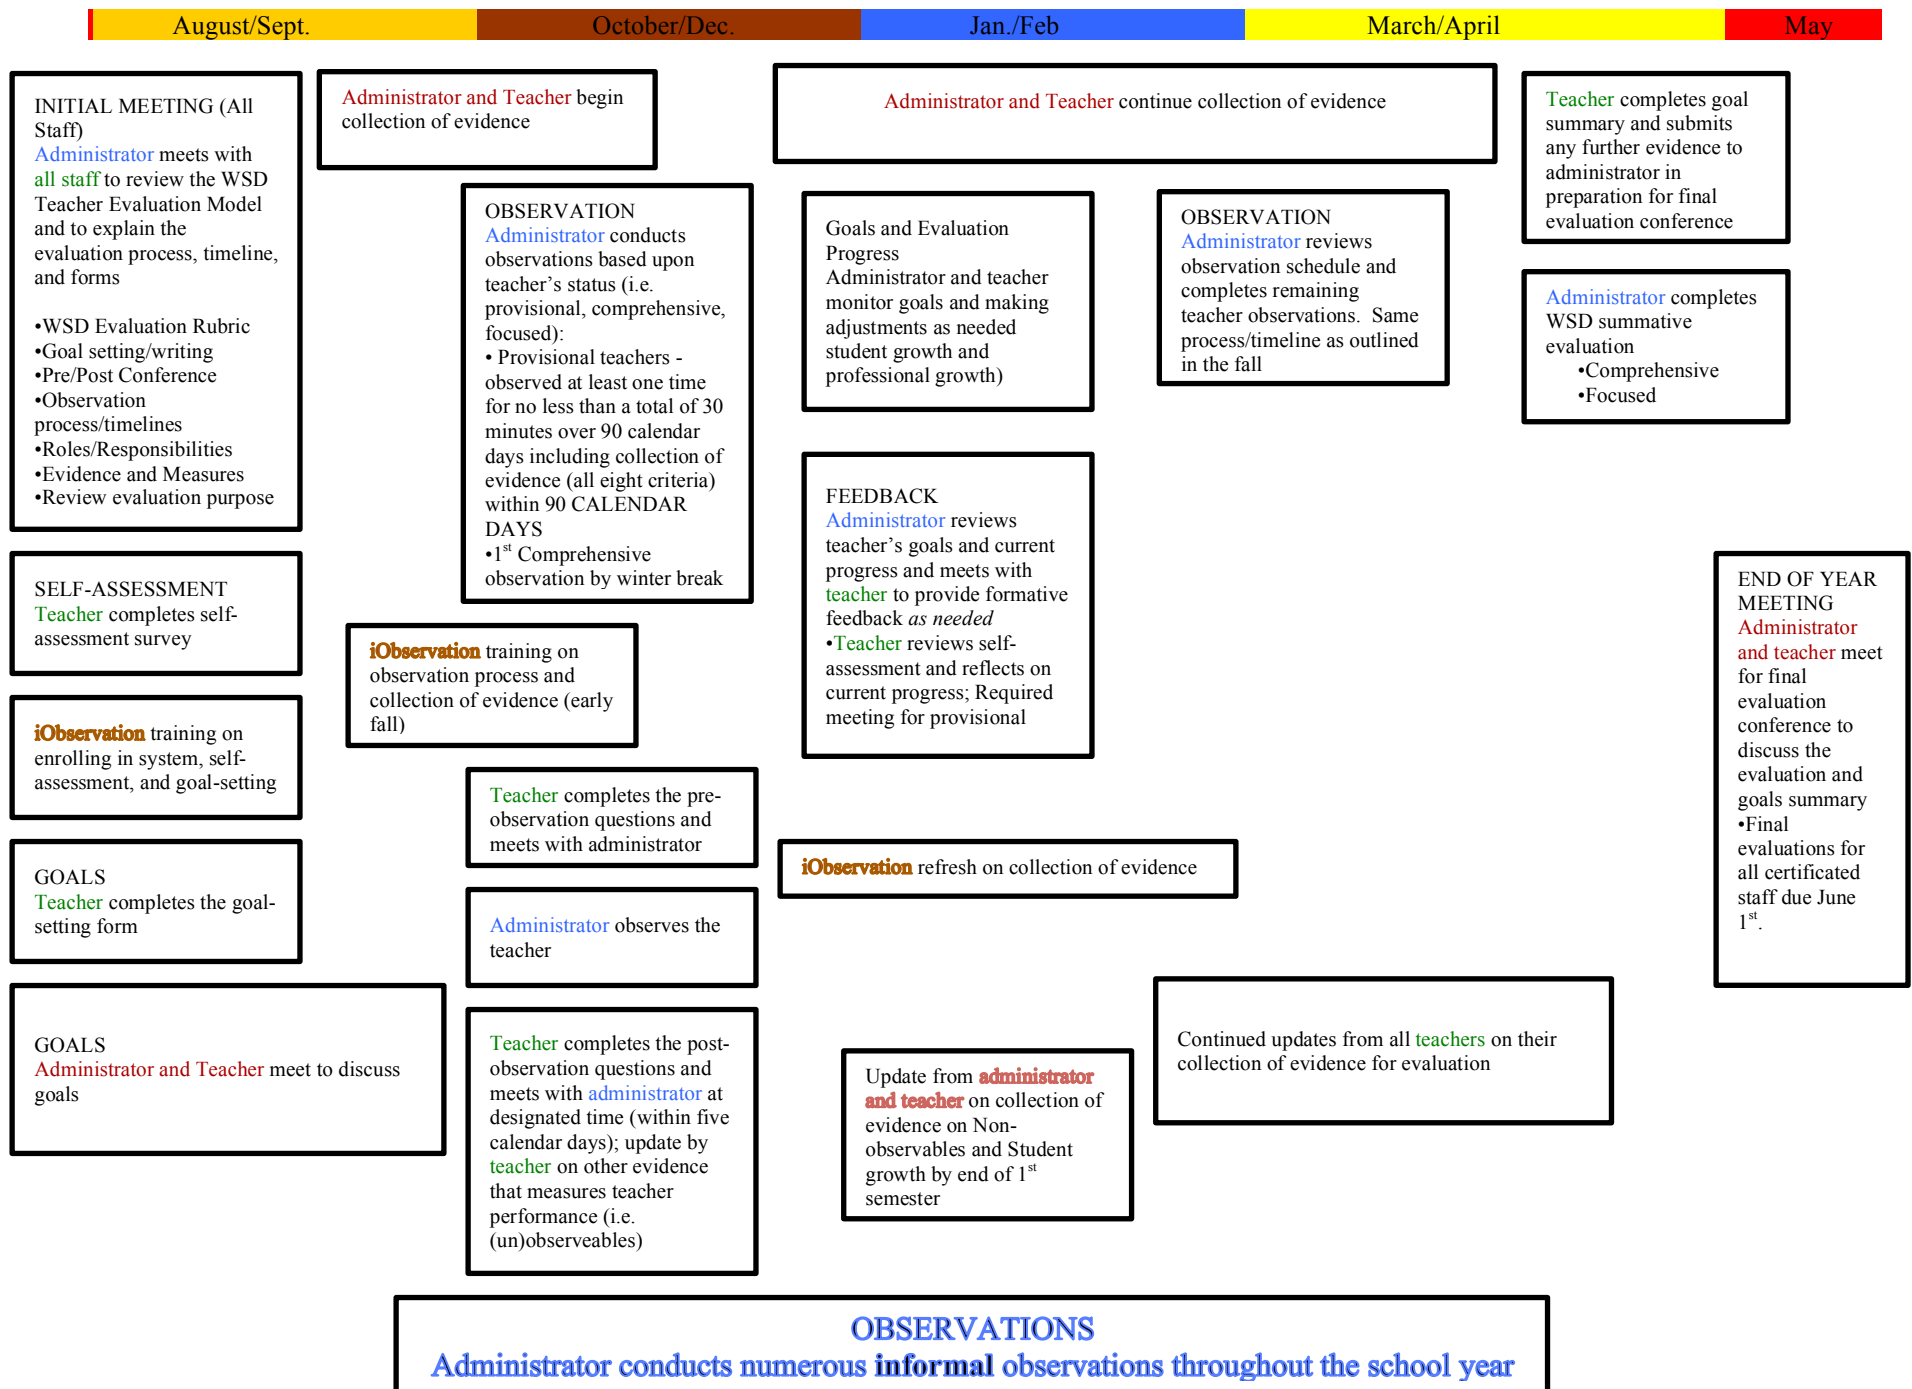 August/Sept.
October/Dec.
Jan./Feb
March/April
May
INITIAL MEETING (All
Staff)
Administrator meets with
all staff to review the WSD
Teacher Evaluation Model
and to explain the
evaluation process, timeline,
and forms
•WSD Evaluation Rubric
•Goal setting/writing
•Pre/Post Conference
•Observation
process/timelines
•Roles/Responsibilities
•Evidence and Measures
•Review evaluation purpose
SELF-ASSESSMENT
Teacher completes self-
assessment survey
iObservation training on
enrolling in system, self-
assessment, and goal-setting
GOALS
Teacher completes the goal-
setting form
GOALS
Administrator and Teacher meet to discuss
goals
Administrator and Teacher begin
collection of evidence
OBSERVATION
Administrator conducts
observations based upon
teacher’s status (i.e.
provisional, comprehensive,
focused):
• Provisional teachers -
observed at least one time
for no less than a total of 30
minutes over 90 calendar
days including collection of
evidence (all eight criteria)
within 90 CALENDAR
DAYS
•1st Comprehensive
observation by winter break
iObservation training on
observation process and
collection of evidence (early
fall)
Teacher completes the pre-
observation questions and
meets with administrator
Administrator observes the
teacher
Teacher completes the post-
observation questions and
meets with administrator at
designated time (within five
calendar days); update by
teacher on other evidence
that measures teacher
performance (i.e.
(un)observeables)
Administrator and Teacher continue collection of evidence
Goals and Evaluation
Progress
Administrator and teacher
monitor goals and making
adjustments as needed
student growth and
professional growth)
FEEDBACK
Administrator reviews
teacher’s goals and current
progress and meets with
teacher to provide formative
feedback as needed
•Teacher reviews self-
assessment and reflects on
current progress; Required
meeting for provisional
iObservation refresh on collection of evidence
Update from administrator
and teacher on collection of
evidence on Non-
observables and Student
growth by end of 1st
semester
OBSERVATION
Administrator reviews
observation schedule and
completes remaining
teacher observations. Same
process/timeline as outlined
in the fall
Continued updates from all teachers on their
collection of evidence for evaluation
Teacher completes goal
summary and submits
any further evidence to
administrator in
preparation for final
evaluation conference
Administrator completes
WSD summative
evaluation
•Comprehensive
•Focused
END OF YEAR
MEETING
Administrator
and teacher meet
for final
evaluation
conference to
discuss the
evaluation and
goals summary
•Final
evaluations for
all certificated
staff due June
1st.
OBSERVATIONS
Administrator conducts numerous informal observations throughout the school year